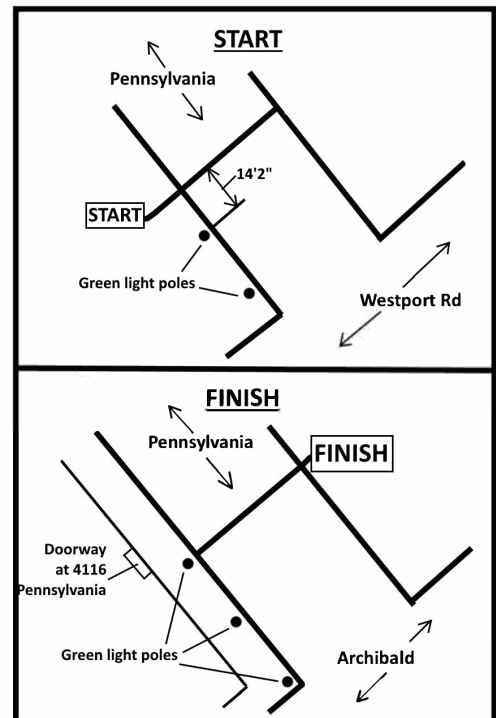 START
Pennsylvania
14'2"
START
Green light poles
Westport Rd
FINISH
Pennsylvania
FINISH
Doorway
at 4116
Pennsylvania
Green light poles
Archibald